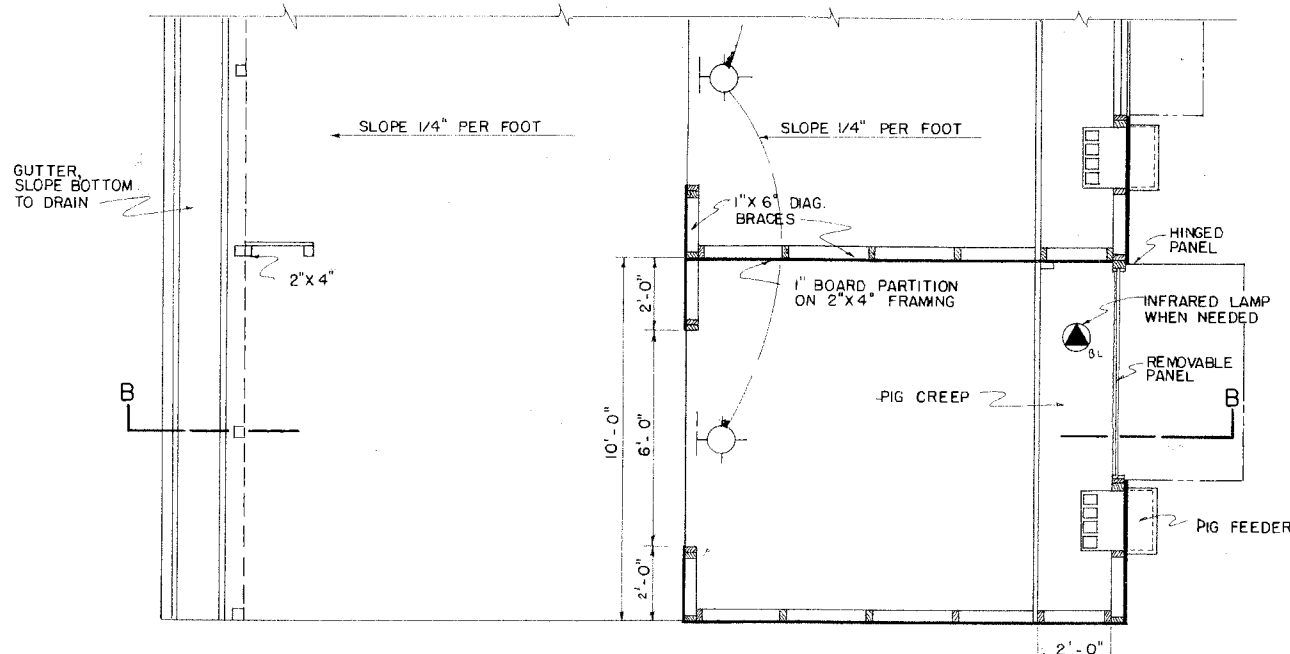 SLOPE 1/4" PER FOOT
SLOPE 1/4" PER FOOT
GUTTER,
SLOPE BOTTOM
TO DRAIN
1" X 6" DIAG.
BRACES
HINGED
PANEL
2" X 4"
2'-0"
1" BOARD PARTITION
ON 2" X 4" FRAMING
INFRARED LAMP
WHEN NEEDED
BL
REMOVABLE
PANEL
B
PIG CREEP
B
10'-0"
6'-0"
PIG FEEDER
2'-0"
2'-0"